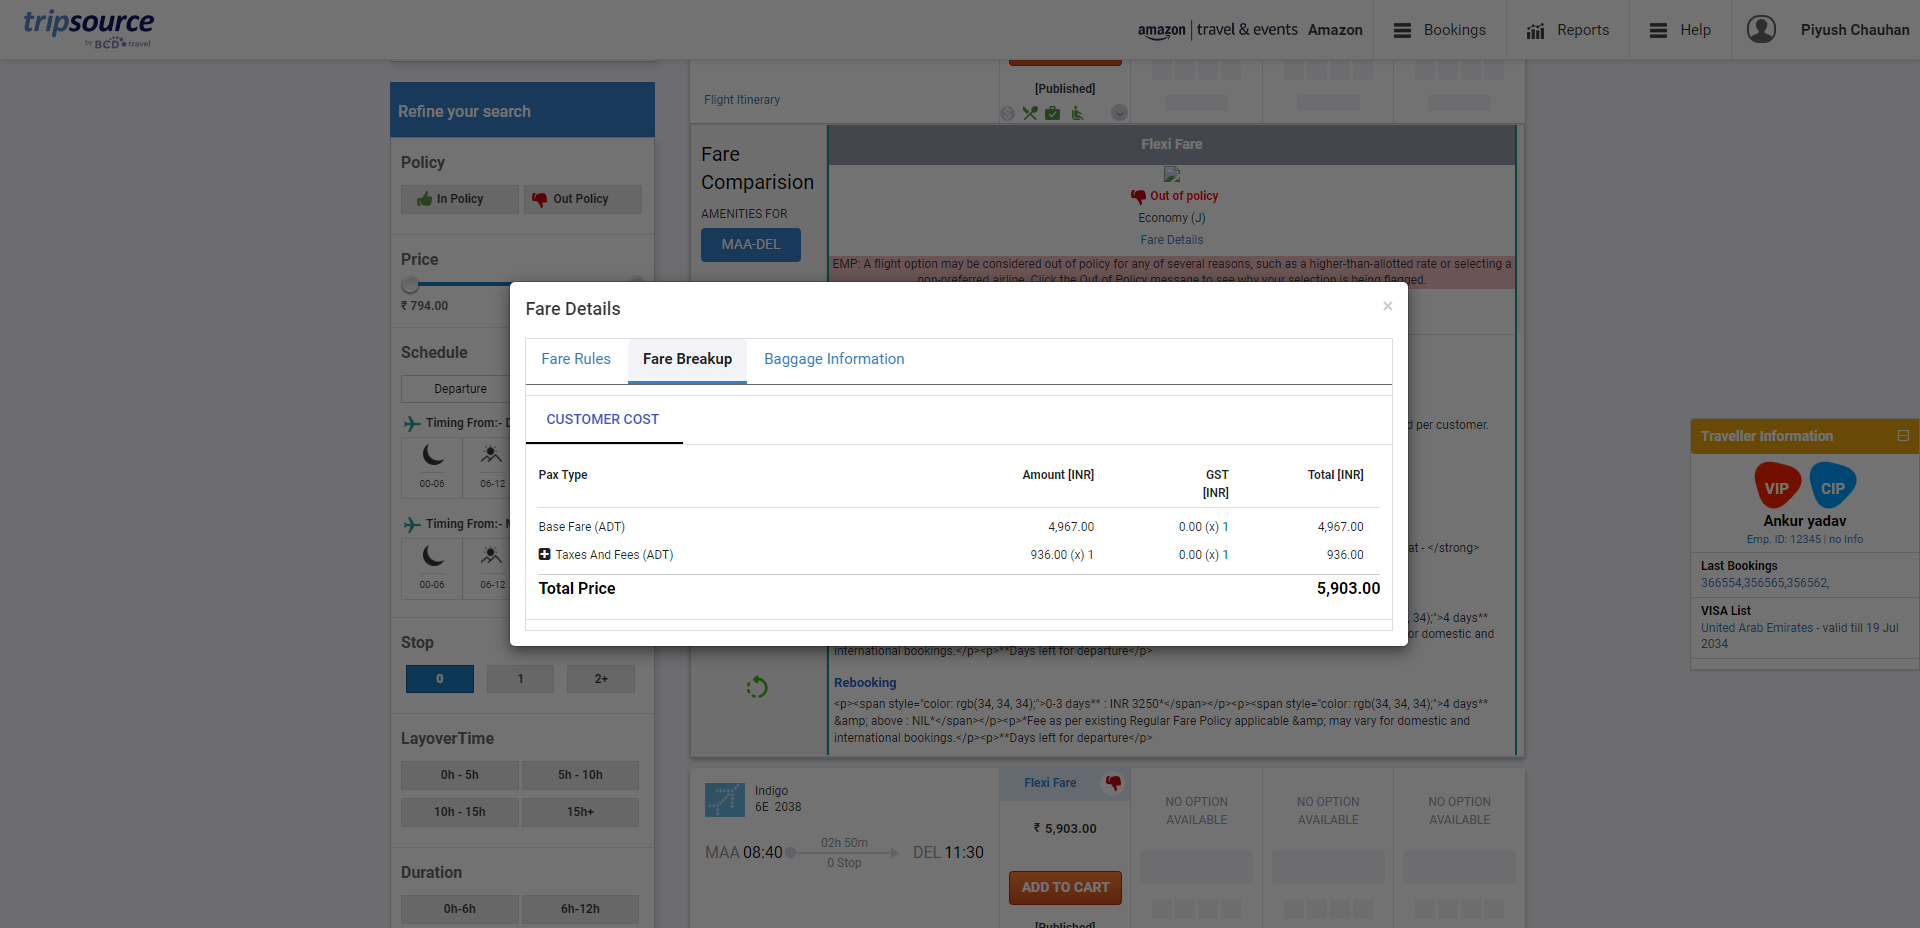 tripsource
by BCD travel
amazon | travel & events Amazon
Bookings
Reports
Help
Piyush Chauhan
Refine your search
Policy
In Policy
Out Policy
Price
₹ 794.00
Schedule
Departure
Timing From:-
00-06
06-12
Timing From:-
00-06
06-12
Stop
0
1
2+
LayoverTime
0h - 5h
5h - 10h
10h - 15h
15h+
Duration
0h-6h
6h-12h
[Published]
Flight Itinerary
Fare
Comparision
AMENITIES FOR
MAA-DEL
Flexi Fare
Out of policy
Economy (J)
Fare Details
EMP: A flight option may be considered out of policy for any of several reasons, such as a higher-than-allotted rate or selecting a
non-preferred airline. Click the Out of Policy message to see why your selection is being flagged.
Fare Details
×
Fare Rules
Fare Breakup
Baggage Information
CUSTOMER COST
Pax Type
Amount [INR]
GST
[INR]
Total [INR]
Base Fare (ADT)
4,967.00
0.00 (x) 1
4,967.00
Taxes And Fees (ADT)
936.00 (x) 1
0.00 (x) 1
936.00
Total Price
5,903.00
per customer.
at - </strong>
34);">4 days**
or domestic and
international bookings.</p><p>**Days left for departure</p>
Rebooking
<p><span style="color: rgb(34, 34, 34);">0-3 days** : INR 3250*</span></p><p><span style="color: rgb(34, 34, 34);">4 days**
&amp; above : NIL*</span></p><p>*Fee as per existing Regular Fare Policy applicable &amp; may vary for domestic and
international bookings.</p><p>**Days left for departure</p>
Indigo
6E 2038
MAA 08:40
02h 50m
0 Stop
DEL 11:30
Flexi Fare
₹ 5,903.00
ADD TO CART
[Published]
NO OPTION
AVAILABLE
NO OPTION
AVAILABLE
NO OPTION
AVAILABLE
Traveller Information
VIP
CIP
Ankur yadav
Emp. ID: 12345 | no Info
Last Bookings
366554,356565,356562,
VISA List
United Arab Emirates - valid till 19 Jul
2034